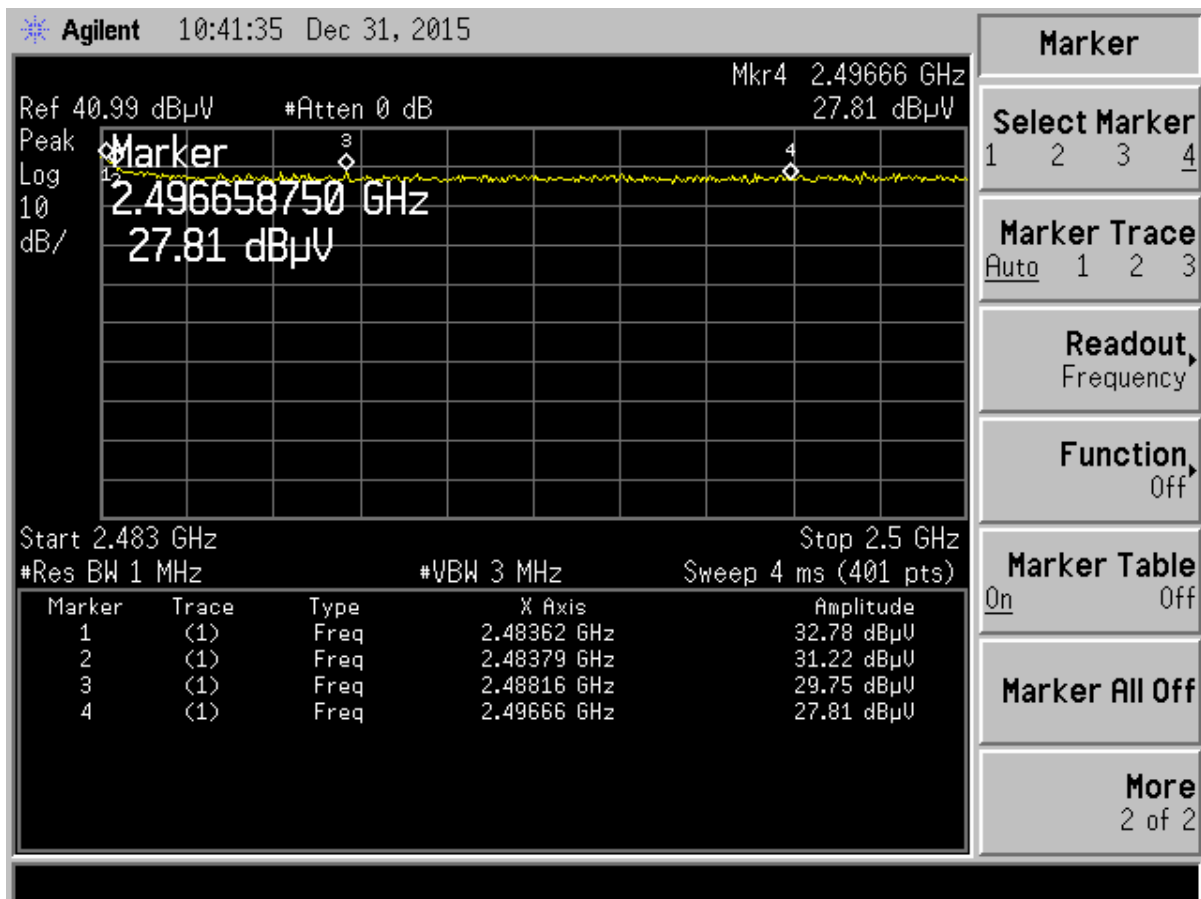 Agilent 10:41:35 Dec 31, 2015
Mkr4 2.49666 GHz
Ref 40.99 dBµV #Atten 0 dB 27.81 dBµV
Peak
Log
10
dB/
Marker
2.496658750 GHz
27.81 dBµV
1
2
3
4
Start 2.483 GHz Stop 2.5 GHz
#Res BW 1 MHz #VBW 3 MHz Sweep 4 ms (401 pts)
Marker Trace Type X Axis Amplitude
1 (1) Freq 2.48362 GHz 32.78 dBµV
2 (1) Freq 2.48379 GHz 31.22 dBµV
3 (1) Freq 2.48816 GHz 29.75 dBµV
4 (1) Freq 2.49666 GHz 27.81 dBµV
Marker
Select Marker
1 2 3 4
Marker Trace
Auto 1 2 3
Readout
Frequency
Function
Off
Marker Table
On Off
Marker All Off
More
2 of 2